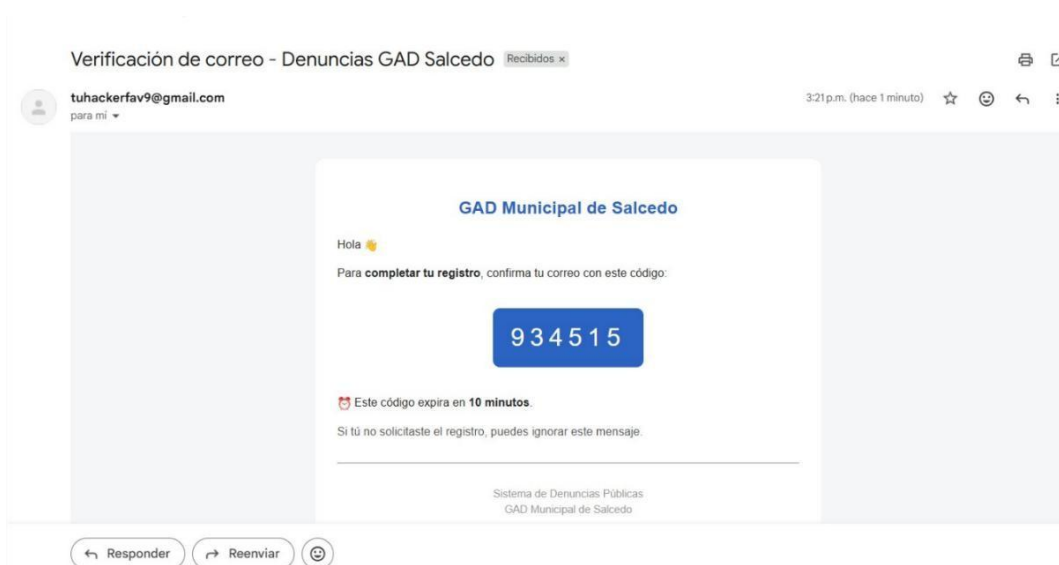 Verificación de correo - Denuncias GAD Salcedo Recibidos ×
tuhackerfav9@gmail.com 3:21 p.m. (hace 1 minuto)
para mí
GAD Municipal de Salcedo
Hola 👋
Para completar tu registro, confirma tu correo con este código:
934515
⏰ Este código expira en 10 minutos.
Si tú no solicitaste el registro, puedes ignorar este mensaje.
Sistema de Denuncias Públicas
GAD Municipal de Salcedo
Responder Reenviar